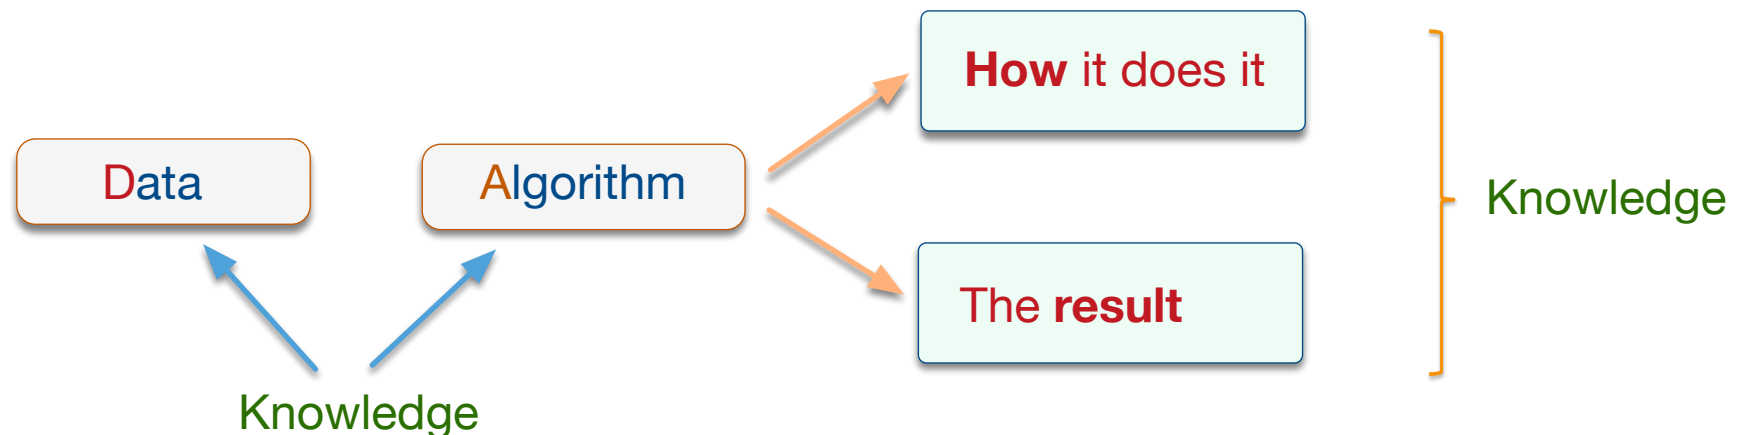 How it does it
Data
Algorithm
Knowledge
The result
Knowledge